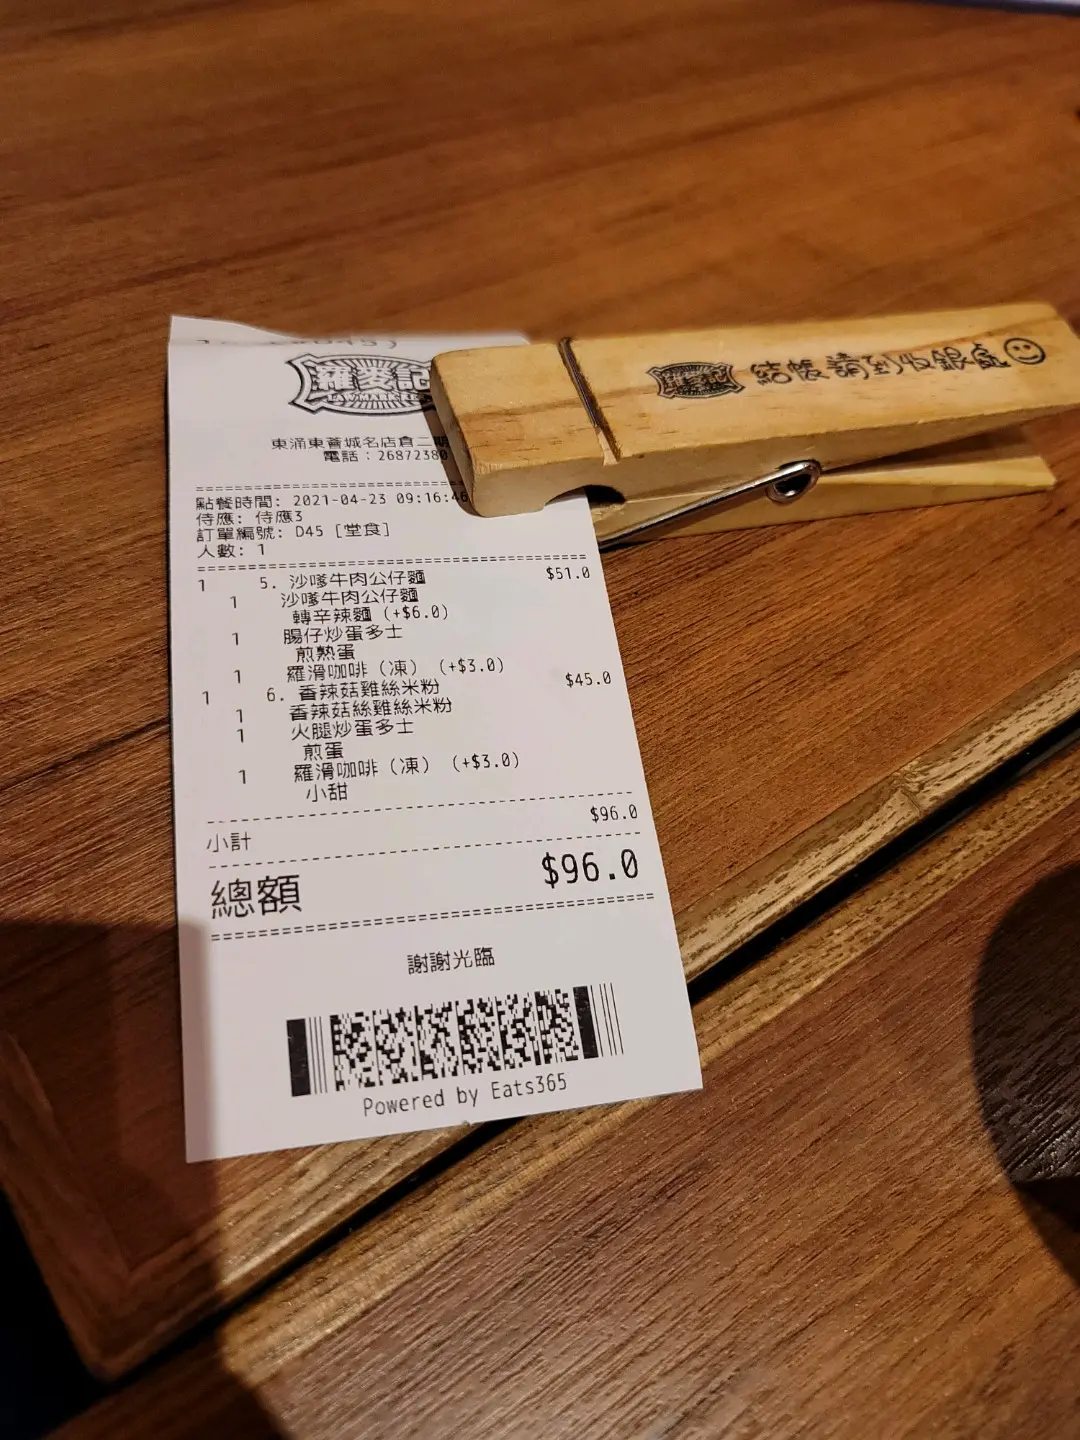 羅麥記
東涌東薈城名店倉二期
電話：26872380
點餐時間: 2021-04-23 09:16:46
侍應: 侍應3
訂單編號: D45 [堂食]
人數: 1
1 5. 沙嗲牛肉公仔麵 $51.0
1 沙嗲牛肉公仔麵
轉辛辣麵 (+$6.0)
1 腸仔炒蛋多士
煎熟蛋
1 羅滑咖啡（凍） (+$3.0)
1 6. 香辣菇雞絲米粉 $45.0
1 香辣菇絲雞絲米粉
1 火腿炒蛋多士
煎蛋
1 羅滑咖啡（凍） (+$3.0)
小甜
小計 $96.0
總額 $96.0
謝謝光臨
Powered by Eats365
羅麥記 結帳請到收銀處